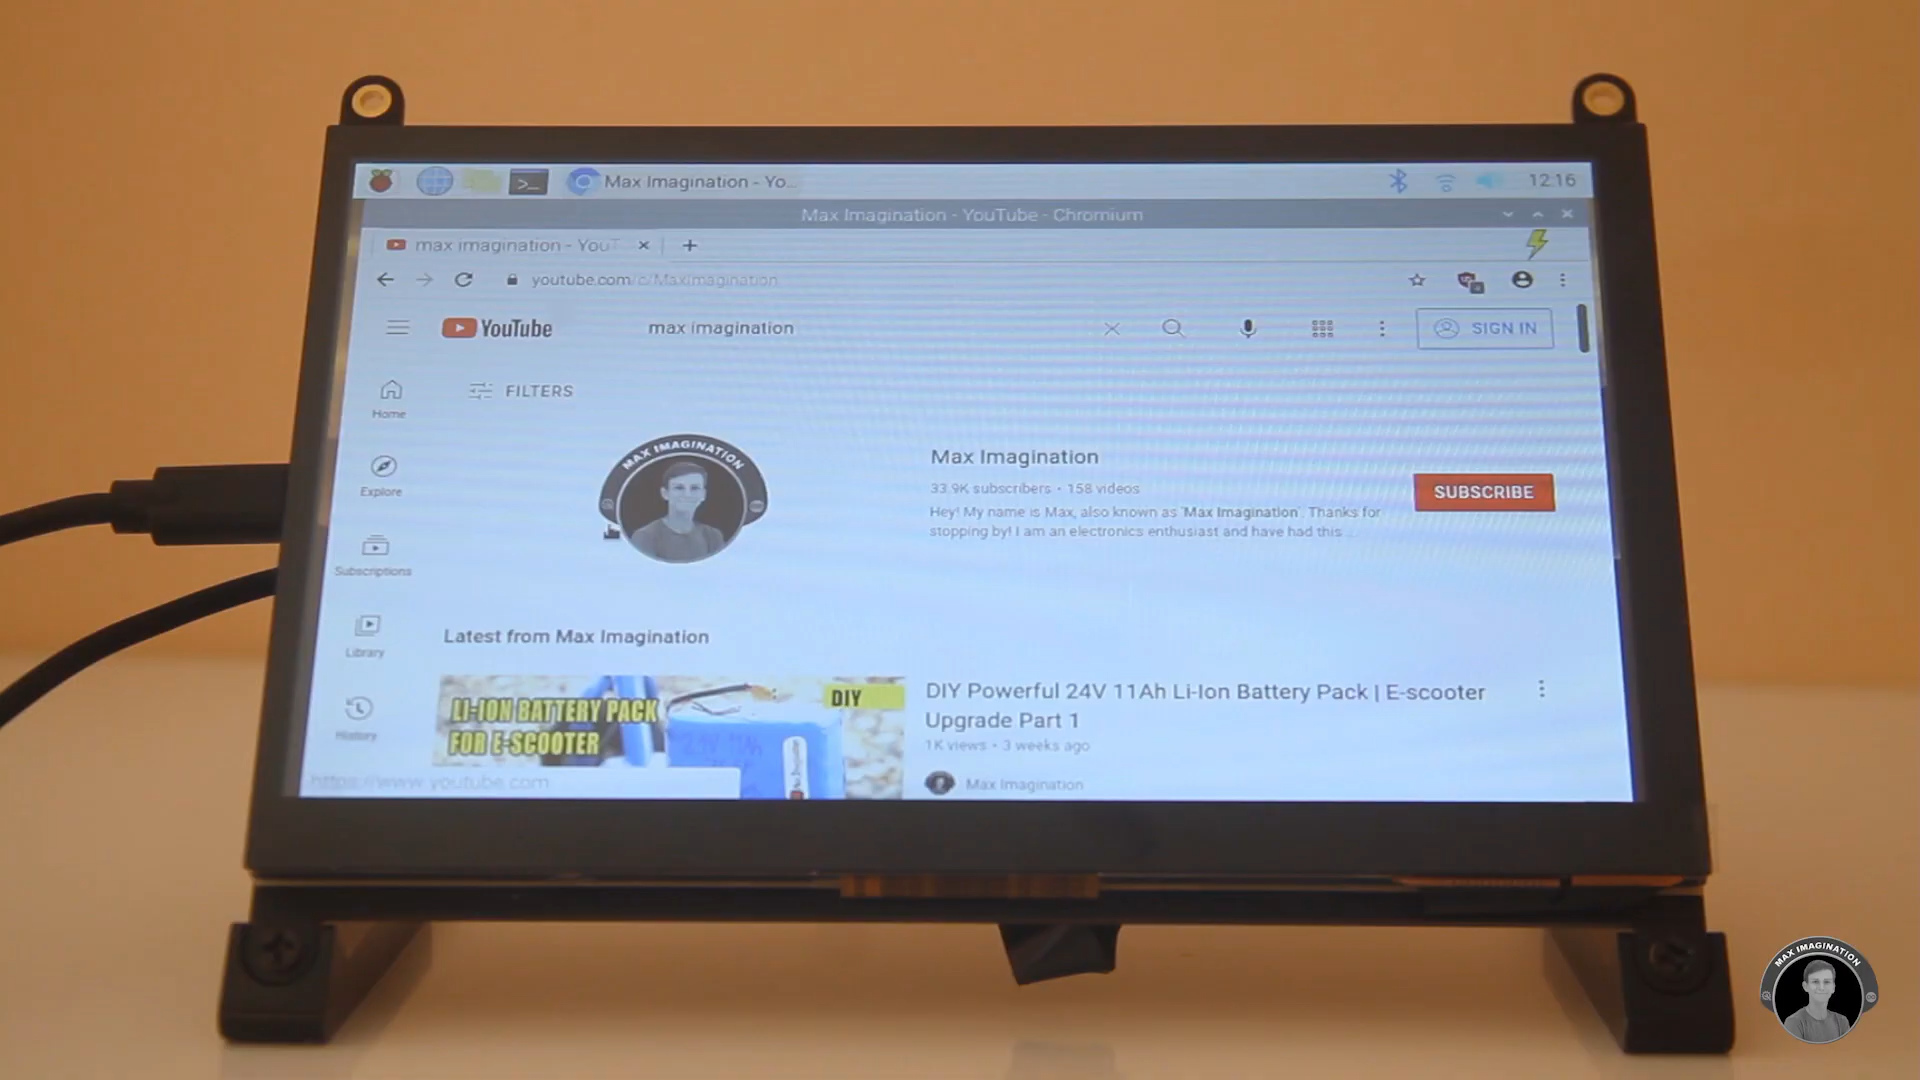 >_ Max Imagination - Yo... 12:16
Max Imagination - YouTube - Chromium
max imagination - YouT
youtube.com/c/MaxImagination
YouTube max imagination SIGN IN
FILTERS
Home
Explore
Subscriptions
Library
History
MAX IMAGINATION
Max Imagination
33.9K subscribers • 158 videos
Hey! My name is Max, also known as 'Max Imagination'. Thanks for
stopping by! I am an electronics enthusiast and have had this ...
SUBSCRIBE
Latest from Max Imagination
LI-ION BATTERY PACK
FOR E-SCOOTER
DIY
DIY Powerful 24V 11Ah Li-Ion Battery Pack | E-scooter
Upgrade Part 1
1K views • 3 weeks ago
Max Imagination
https://www.youtube.com
MAX IMAGINATION